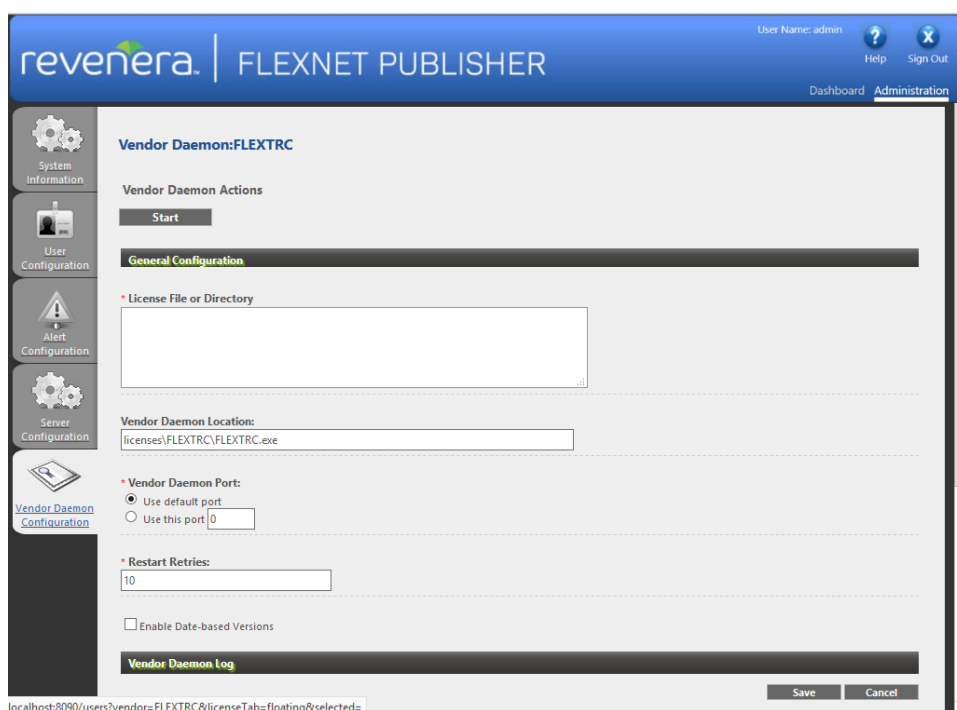 User Name: admin
?
X
revenera™
FLEXNET PUBLISHER
Help
Sign Out
Dashboard
Administration
System
Information
User
Configuration
Alert
Configuration
Server
Configuration
Vendor Daemon
Configuration
Vendor Daemon:FLEXTRC
Vendor Daemon Actions
Start
General Configuration
* License File or Directory
Vendor Daemon Location:
licenses\FLEXTRC\FLEXTRC.exe
* Vendor Daemon Port:
Use default port
Use this port 0
* Restart Retries:
10
Enable Date-based Versions
Vendor Daemon Log
Save
Cancel
localhost:8090/users?vendor=FLEXTRC&licenseTab=floating&selected=